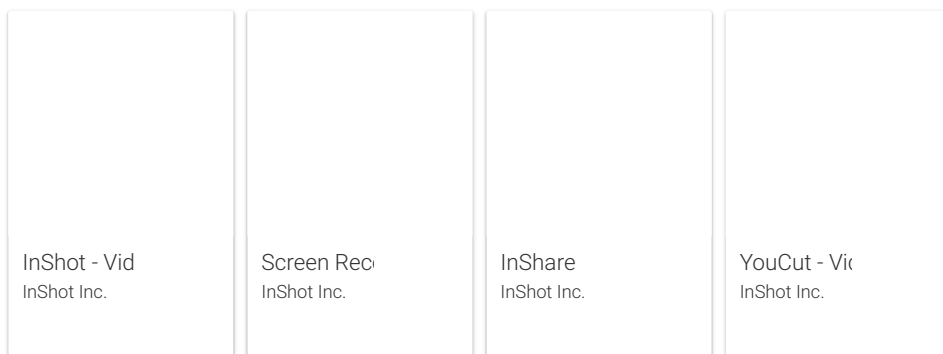 InShot - Vid
InShot Inc.
Screen Rec
InShot Inc.
InShare
InShot Inc.
YouCut - Vi
InShot Inc.